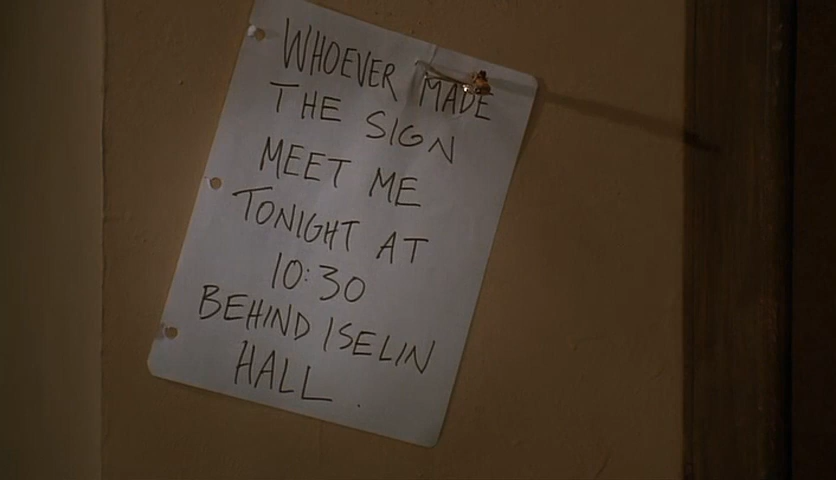 WHOEVER MADE
THE SIGN
MEET ME
TONIGHT AT
10:30
BEHIND ISELIN
HALL.